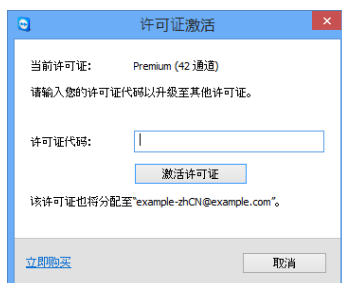 许可证激活
当前许可证: Premium (42 通道)
请输入您的许可证代码以升级至其他许可证。
许可证代码:
激活许可证
该许可证也将分配至“example-zhCN@example.com”。
立即购买 取消